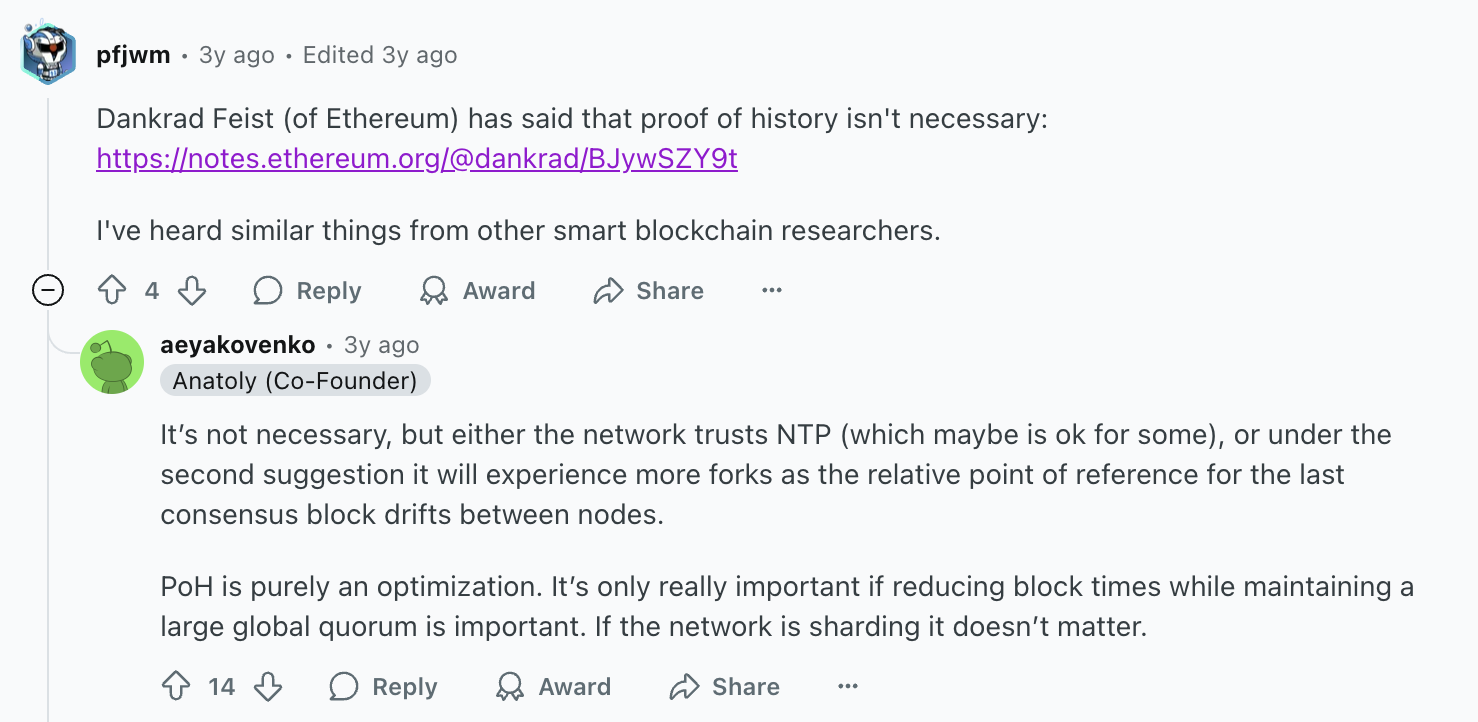 pfjwm • 3y ago • Edited 3y ago
Dankrad Feist (of Ethereum) has said that proof of history isn't necessary:
https://notes.ethereum.org/@dankrad/BJywSZY9t
I've heard similar things from other smart blockchain researchers.
4 Reply Award Share ···
aeyakovenko • 3y ago
Anatoly (Co-Founder)
It’s not necessary, but either the network trusts NTP (which maybe is ok for some), or under the
second suggestion it will experience more forks as the relative point of reference for the last
consensus block drifts between nodes.
PoH is purely an optimization. It’s only really important if reducing block times while maintaining a
large global quorum is important. If the network is sharding it doesn’t matter.
14 Reply Award Share ···